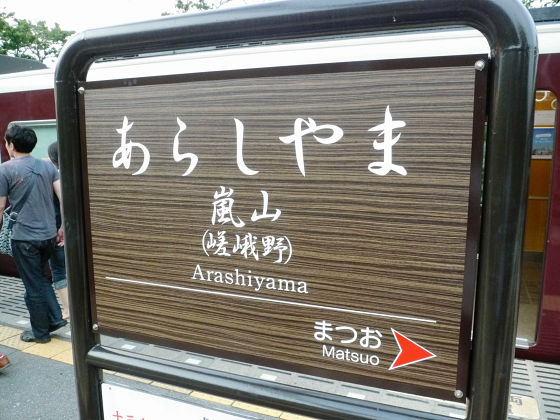 あらしやま
嵐山
(嵯峨野)
Arashiyama
まつお
Matsuo